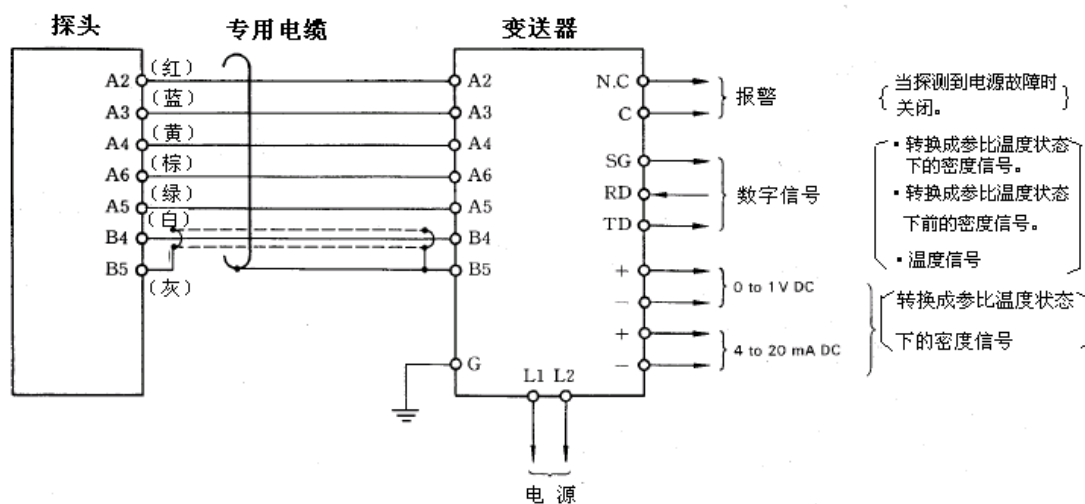 探头
专用电缆
变送器
A2
(红)
A2
N.C
A3
(蓝)
A3
C
报警
{当探测到电源故障时
关闭。}
A4
(黄)
A4
SG
A6
(棕)
A6
RD
数字信号
A5
(绿)
A5
TD
▪转换成参比温度状态
下的密度信号。
▪转换成参比温度状态
下前的密度信号。
▪温度信号
B4
(白)
B4
B5
(灰)
B5
+
0 to 1V DC
−
+
4 to 20 mA DC
−
转换成参比温度状态
下的密度信号
G
L1 L2
电 源